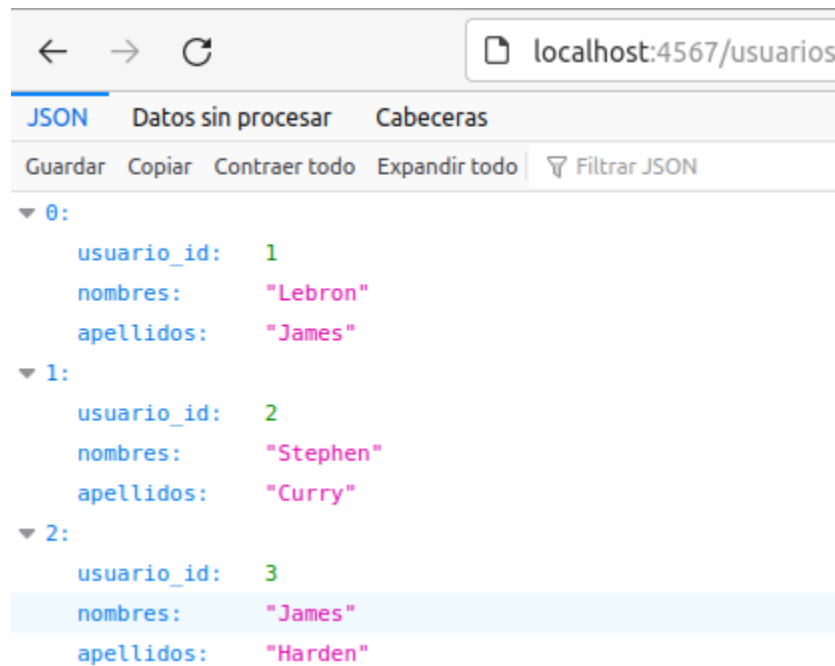 localhost:4567/usuarios
JSON Datos sin procesar Cabeceras
Guardar Copiar Contraer todo Expandir todo Filtrar JSON
0:
usuario_id: 1
nombres: "Lebron"
apellidos: "James"
1:
usuario_id: 2
nombres: "Stephen"
apellidos: "Curry"
2:
usuario_id: 3
nombres: "James"
apellidos: "Harden"